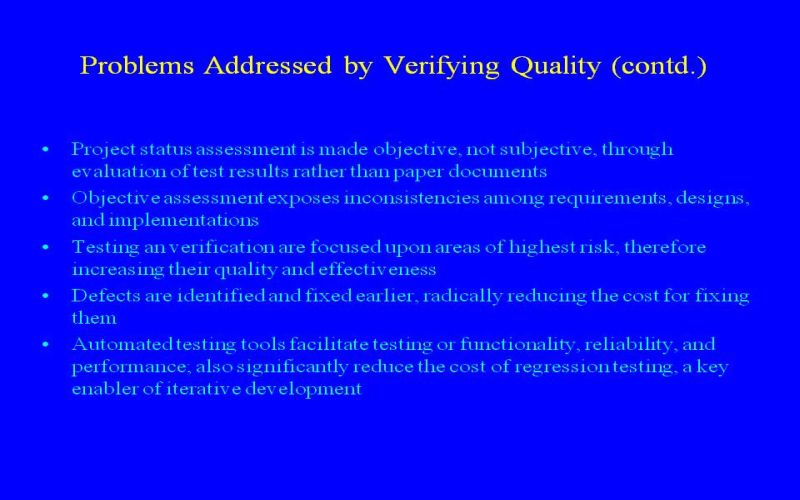 Problems Addressed by Verifying Quality (contd.)
• Project status assessment is made objective, not subjective, through
evaluation of test results rather than paper documents
• Objective assessment exposes inconsistencies among requirements, designs,
and implementations
• Testing an verification are focused upon areas of highest risk, therefore
increasing their quality and effectiveness
• Defects are identified and fixed earlier, radically reducing the cost for fixing
them
• Automated testing tools facilitate testing or functionality, reliability, and
performance; also significantly reduce the cost of regression testing, a key
enabler of iterative development